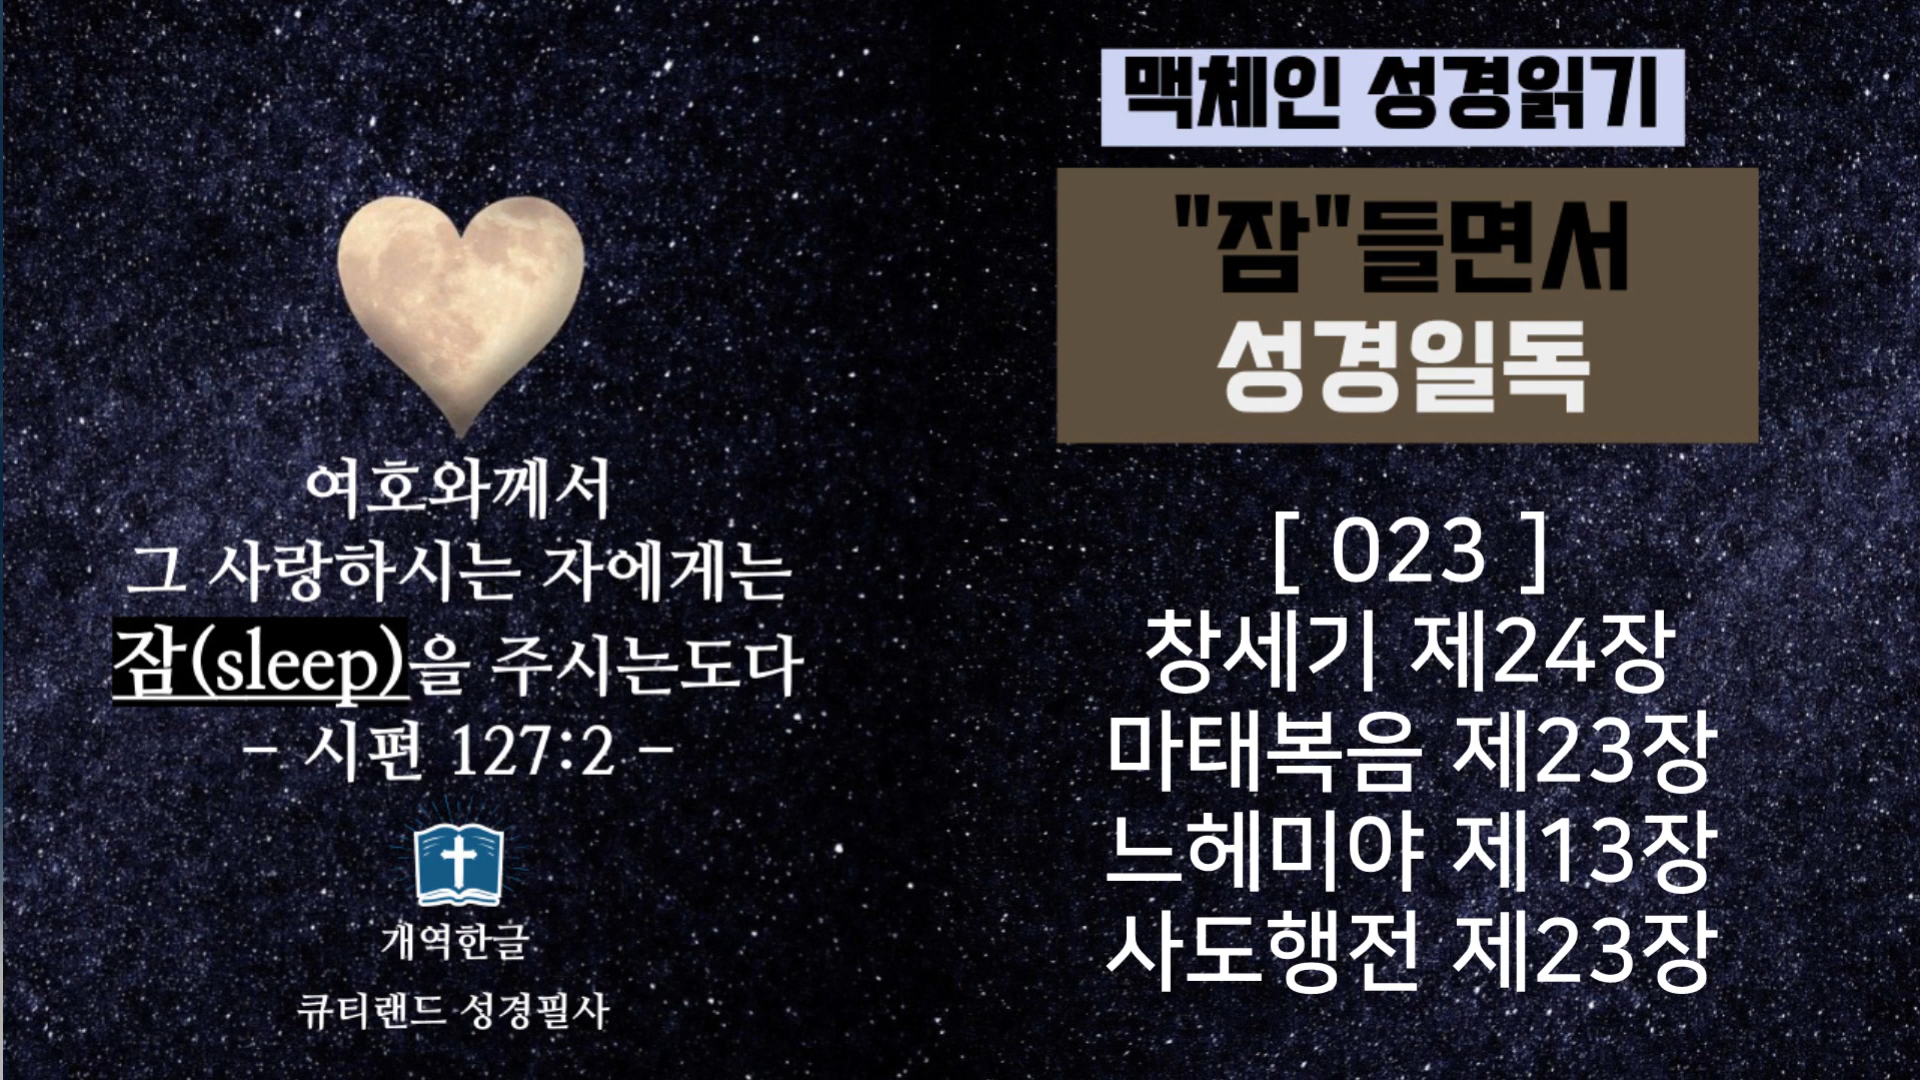 여호와께서
그 사랑하시는 자에게는
잠(sleep)을 주시는도다
- 시편 127:2 -
개역한글
큐티랜드 성경필사
맥체인 성경읽기
"잠"들면서
성경일독
[ 023 ]
창세기 제24장
마태복음 제23장
느헤미야 제13장
사도행전 제23장